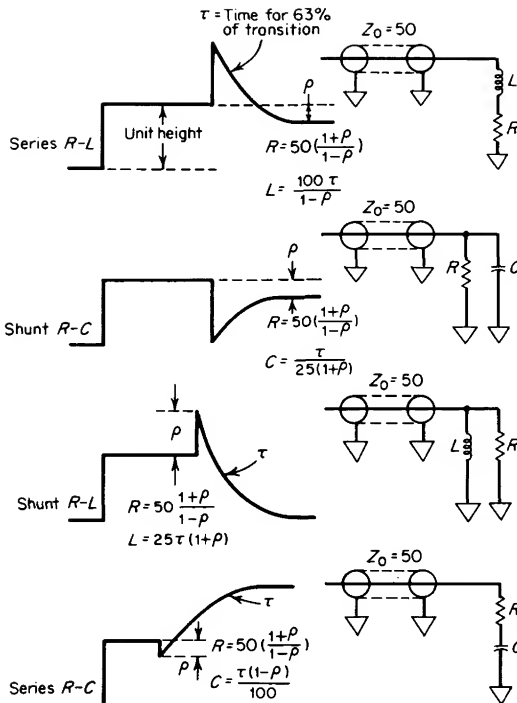 τ = Time for 63%
of transition
Z₀ = 50
L
R
ρ
Unit height
Series R-L
R = 50(1+ρ/1-ρ)
L = 100 τ/1-ρ
Z₀ = 50
ρ
R
C
R = 50(1+ρ/1-ρ)
Shunt R-C
C = τ/25(1+ρ)
Z₀ = 50
ρ
τ
L
R
R = 50 1+ρ/1-ρ
L = 25τ(1+ρ)
Shunt R-L
Z₀ = 50
τ
R
C
ρ
R = 50(1+ρ/1-ρ)
C = τ(1-ρ)/100
Series R-C